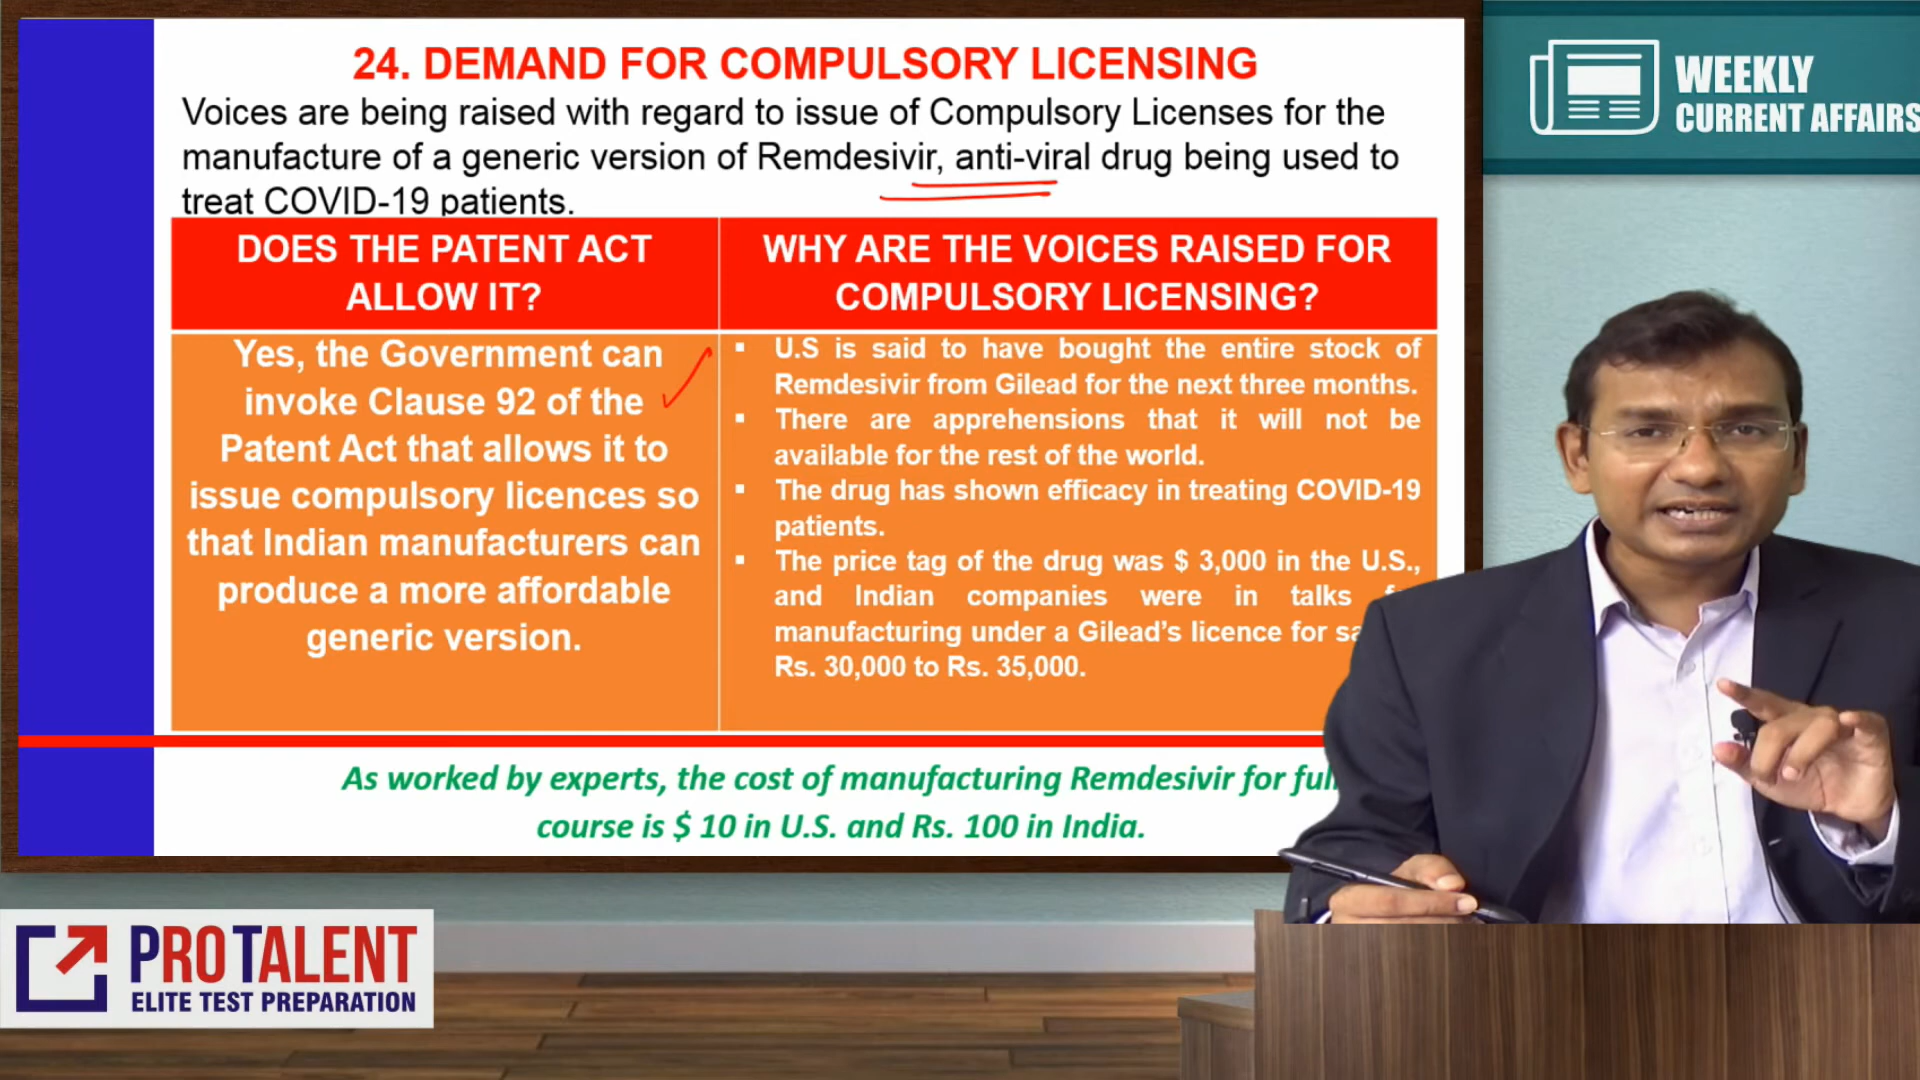 24. DEMAND FOR COMPULSORY LICENSING
Voices are being raised with regard to issue of Compulsory Licenses for the
manufacture of a generic version of Remdesivir, anti-viral drug being used to
treat COVID-19 patients.
DOES THE PATENT ACT
ALLOW IT?
Yes, the Government can
invoke Clause 92 of the
Patent Act that allows it to
issue compulsory licences so
that Indian manufacturers can
produce a more affordable
generic version.
WHY ARE THE VOICES RAISED FOR
COMPULSORY LICENSING?
▪ U.S is said to have bought the entire stock of
Remdesivir from Gilead for the next three months.
▪ There are apprehensions that it will not be
available for the rest of the world.
▪ The drug has shown efficacy in treating COVID-19
patients.
▪ The price tag of the drug was $ 3,000 in the U.S.,
and Indian companies were in talks
manufacturing under a Gilead's licence for
Rs. 30,000 to Rs. 35,000.
As worked by experts, the cost of manufacturing Remdesivir for
course is $ 10 in U.S. and Rs. 100 in India.
WEEKLY
CURRENT AFFAIRS
PRO TALENT
ELITE TEST PREPARATION